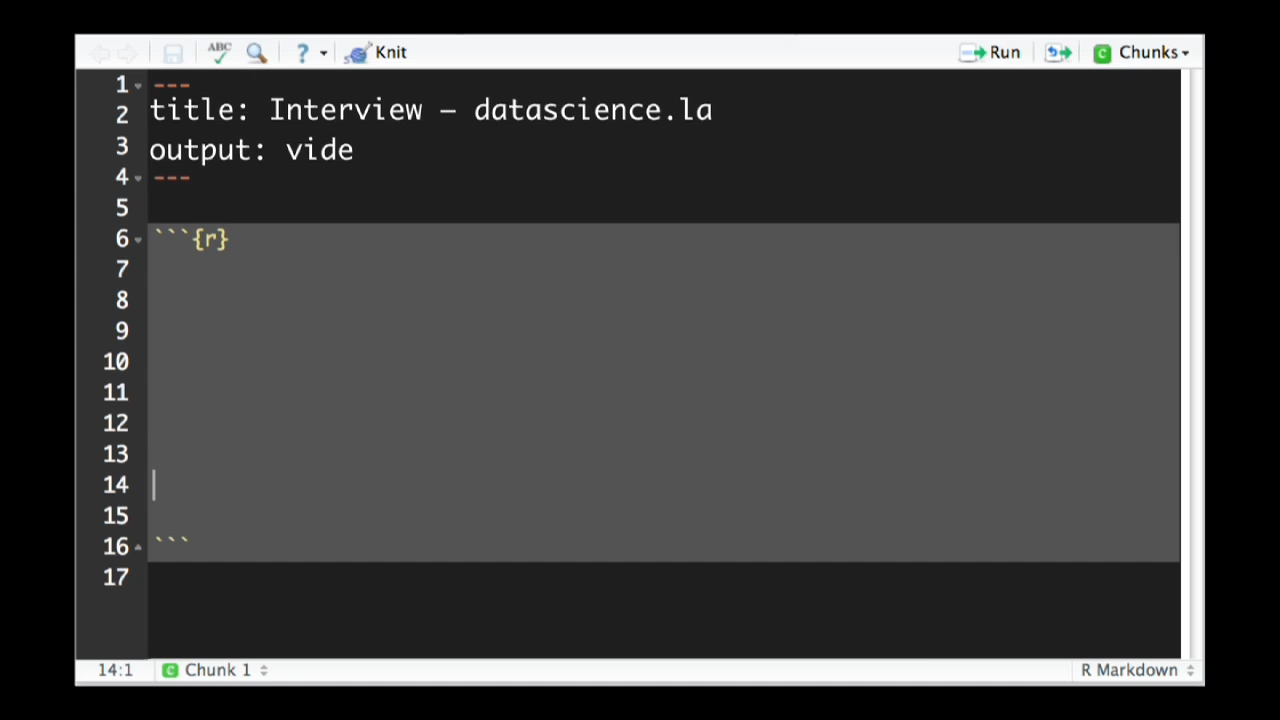 ABC ? Knit Run C Chunks
1 ---
2 title: Interview – datascience.la
3 output: vide
4 ---
5
6 ```{r}
7
8
9
10
11
12
13
14
15
16 ```
17
14:1 C Chunk 1 R Markdown